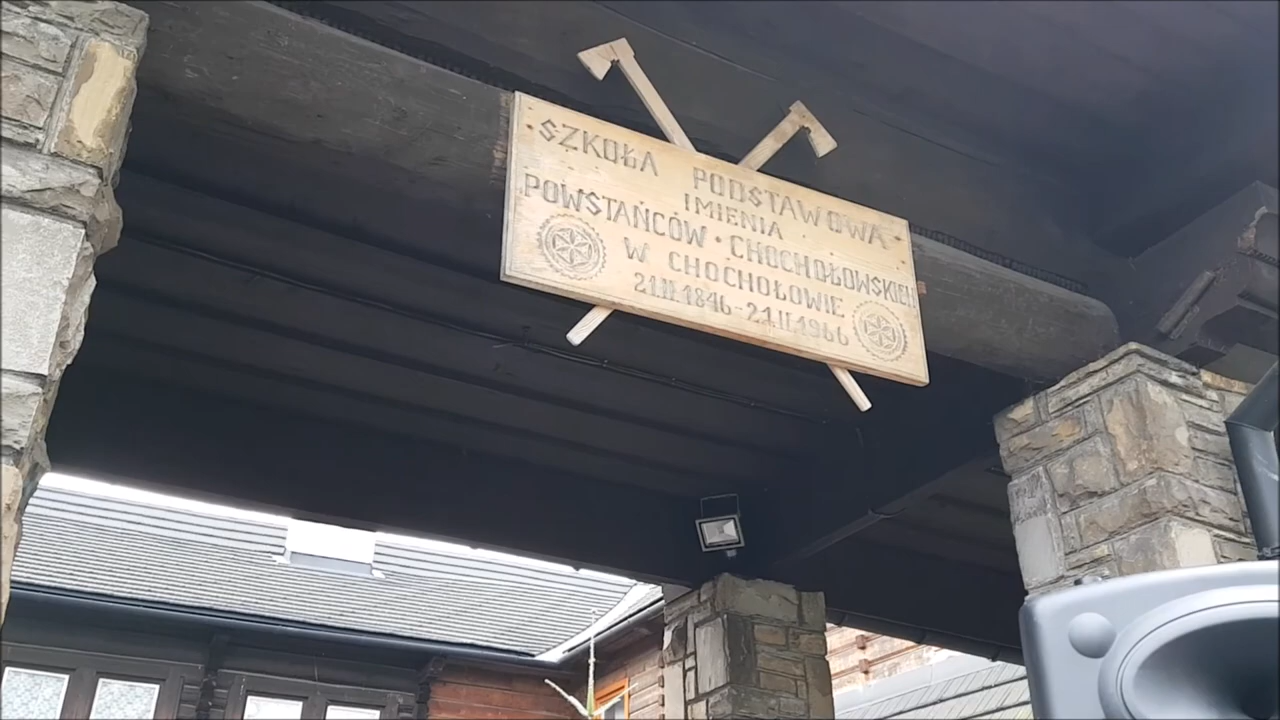 SZKOŁA PODSTAWOWA
IMIENIA
POWSTAŃCÓW • CHOCHOŁOWSKICH
W CHOCHOŁOWIE
21.II.1846-21.II.1966